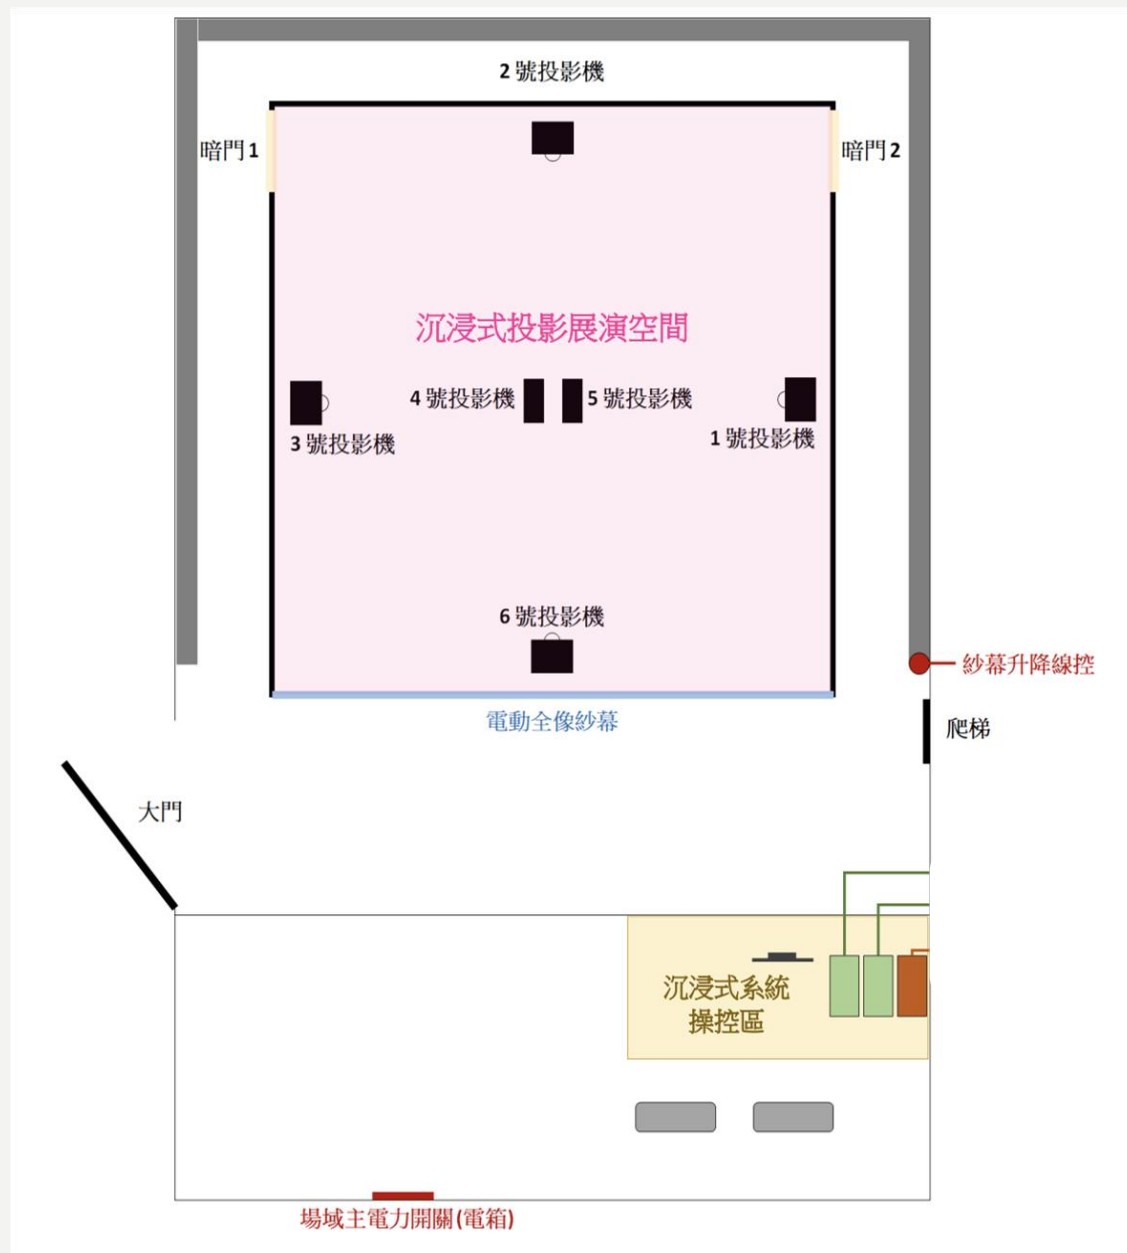 2 號投影機
暗門 1
暗門 2
沉浸式投影展演空間
4 號投影機
5 號投影機
3 號投影機
1 號投影機
6 號投影機
紗幕升降線控
電動全像紗幕
爬梯
大門
沉浸式系統
操控區
場域主電力開關(電箱)